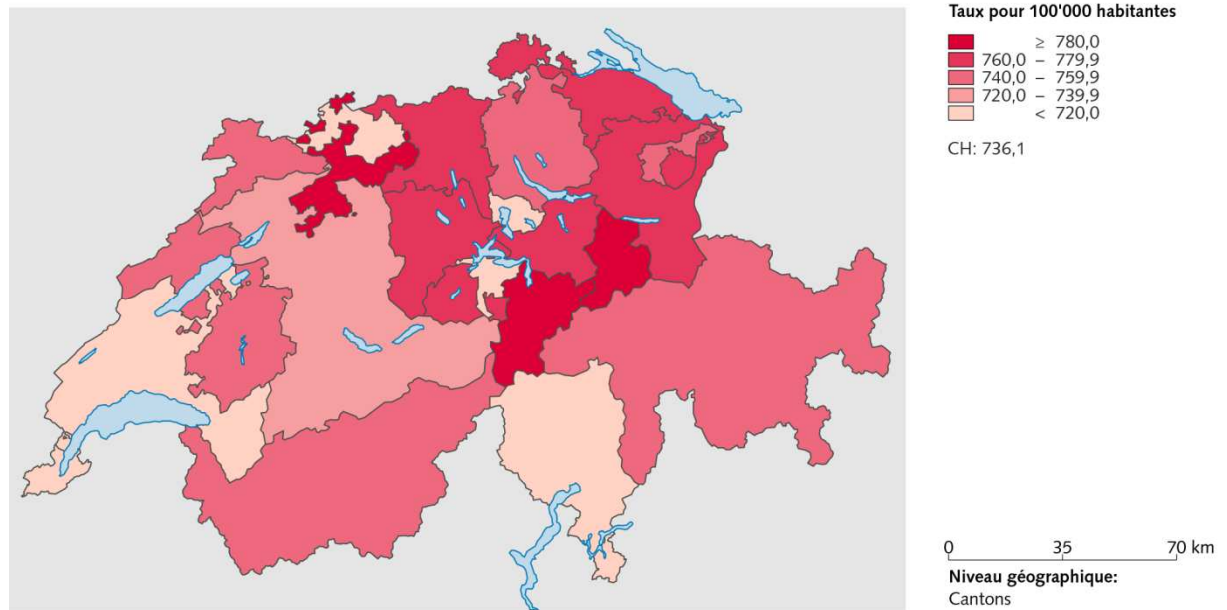 Taux pour 100'000 habitantes
≥ 780,0
760,0 – 779,9
740,0 – 759,9
720,0 – 739,9
< 720,0
CH: 736,1
0 35 70 km
Niveau géographique:
Cantons